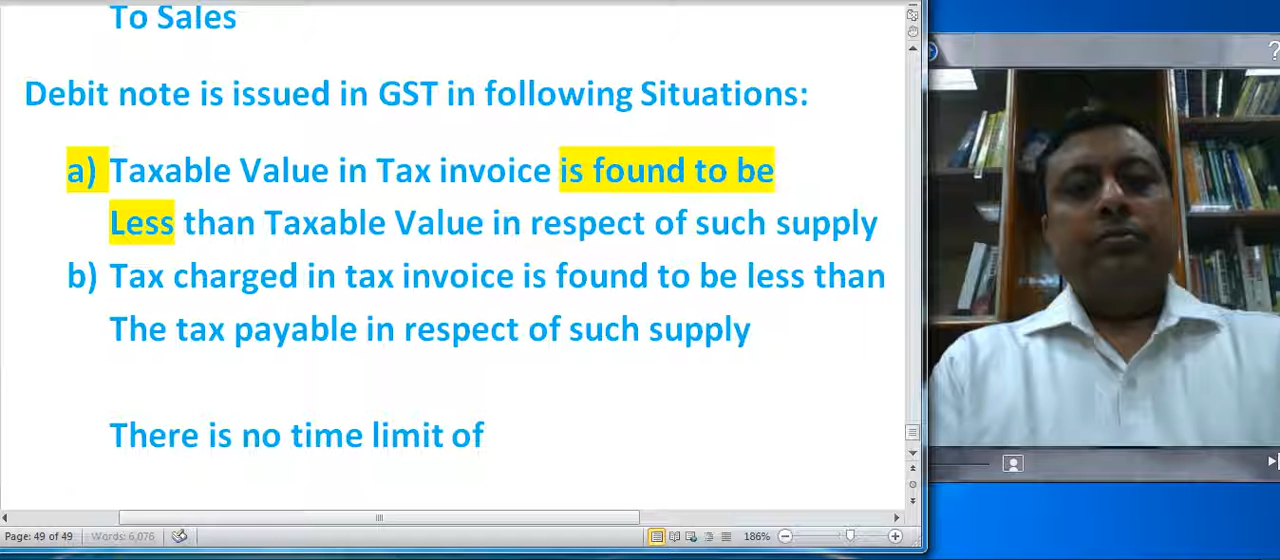 To Sales
Debit note is issued in GST in following Situations:
a) Taxable Value in Tax invoice is found to be
Less than Taxable Value in respect of such supply
b) Tax charged in tax invoice is found to be less than
The tax payable in respect of such supply
There is no time limit of
Page: 49 of 49 Words: 6,076 186%
?